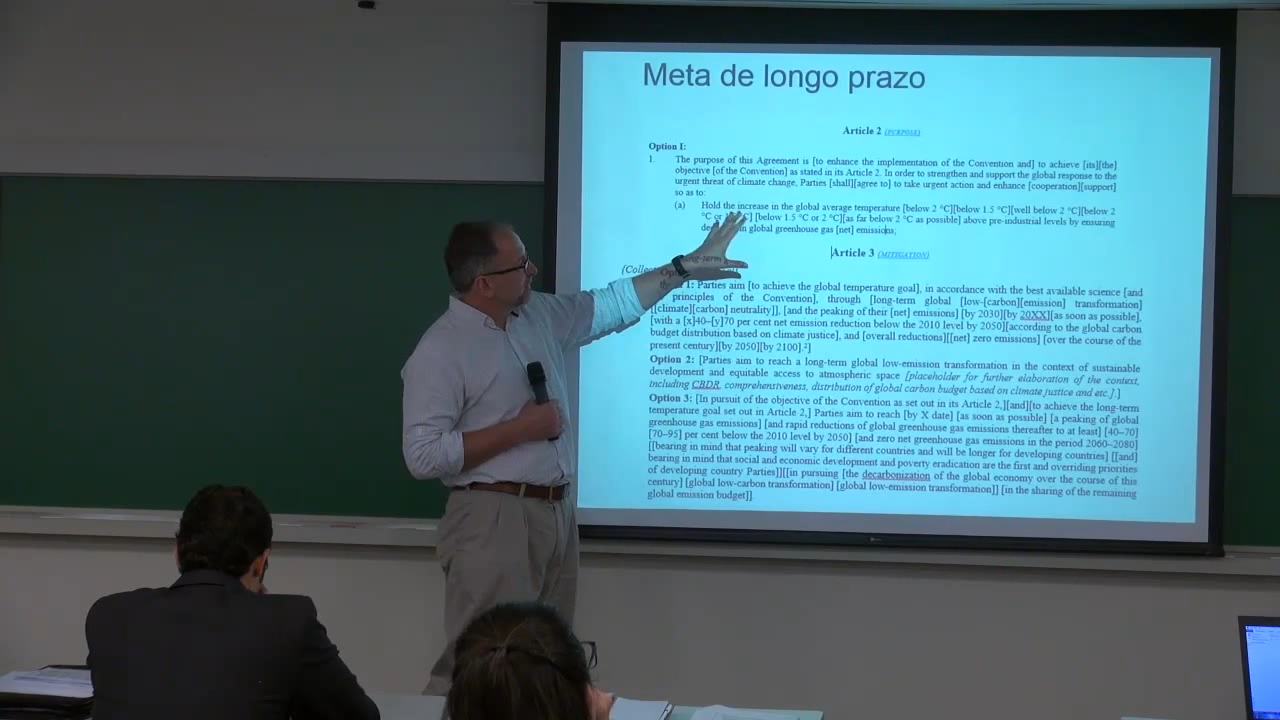 Meta de longo prazo
Article 2 (PURPOSE)
Option I:
1. The purpose of this Agreement is [to enhance the implementation of the Convention and] to achieve [its][the]
objective [of the Convention] as stated in its Article 2. In order to strengthen and support the global response to the
urgent threat of climate change, Parties [shall][agree to] to take urgent action and enhance [cooperation][support]
so as to:
(a) Hold the increase in the global average temperature [below 2 °C][below 1.5 °C][well below 2 °C][below 2
°C or °C] [below 1.5 °C or 2 °C][as far below 2 °C as possible] above pre-industrial levels by ensuring
in global greenhouse gas [net] emissions;
Article 3 (MITIGATION)
(Collec long-term
1: Parties aim [to achieve the global temperature goal], in accordance with the best available science [and
principles of the Convention], through [long-term global [low-[carbon][emission] transformation]
[[climate][carbon] neutrality]], [and the peaking of their [net] emissions] [by 2030][by 20XX][as soon as possible],
[with a [x]40–[y]70 per cent net emission reduction below the 2010 level by 2050][according to the global carbon
budget distribution based on climate justice], and [overall reductions][[net] zero emissions] [over the course of the
present century][by 2050][by 2100].²]
Option 2: [Parties aim to reach a long-term global low-emission transformation in the context of sustainable
development and equitable access to atmospheric space [placeholder for further elaboration of the context,
including CBDR, comprehensiveness, distribution of global carbon budget based on climate justice and etc.].]
Option 3: [In pursuit of the objective of the Convention as set out in its Article 2,][and][to achieve the long-term
temperature goal set out in Article 2,] Parties aim to reach [by X date] [as soon as possible] [a peaking of global
greenhouse gas emissions] [and rapid reductions of global greenhouse gas emissions thereafter to at least] [40–70]
[70–95] per cent below the 2010 level by 2050] [and zero net greenhouse gas emissions in the period 2060–2080]
[[bearing in mind that peaking will vary for different countries and will be longer for developing countries] [[and]
bearing in mind that social and economic development and poverty eradication are the first and overriding priorities
of developing country Parties]][[in pursuing [the decarbonization of the global economy over the course of this
century] [global low-carbon transformation] [global low-emission transformation]] [in the sharing of the remaining
global emission budget]].